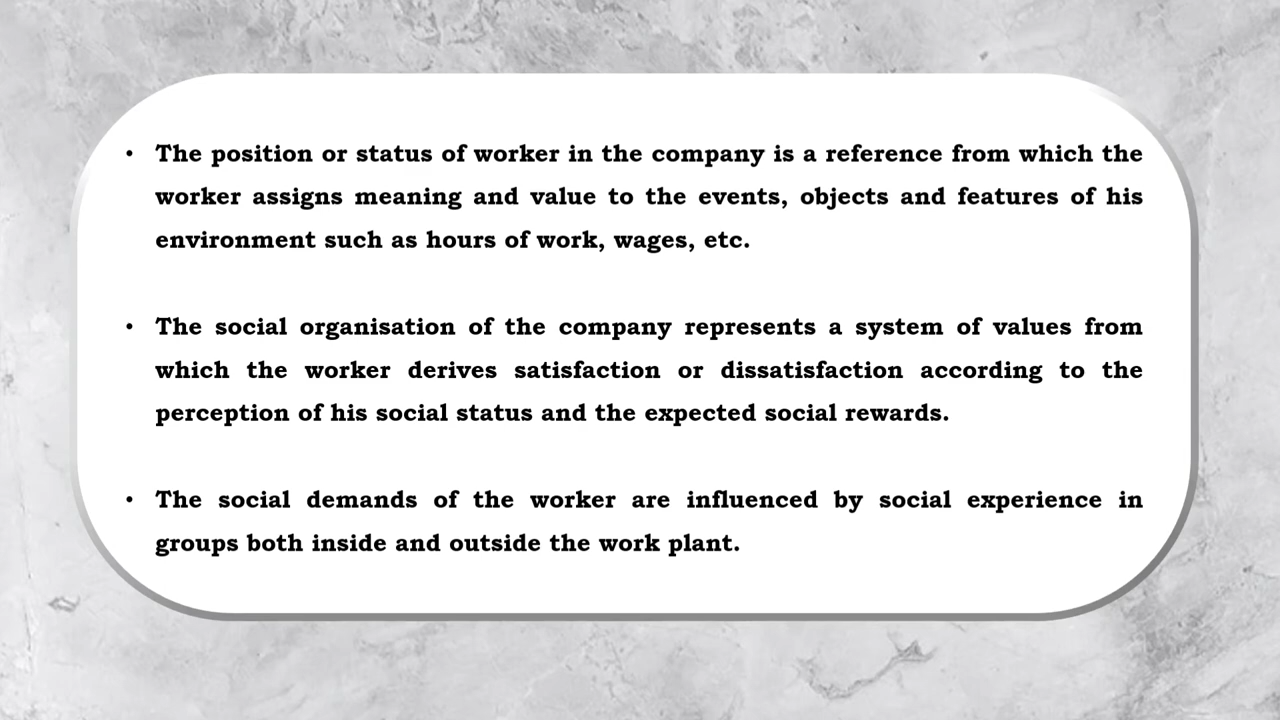 • The position or status of worker in the company is a reference from which the
worker assigns meaning and value to the events, objects and features of his
environment such as hours of work, wages, etc.
• The social organisation of the company represents a system of values from
which the worker derives satisfaction or dissatisfaction according to the
perception of his social status and the expected social rewards.
• The social demands of the worker are influenced by social experience in
groups both inside and outside the work plant.